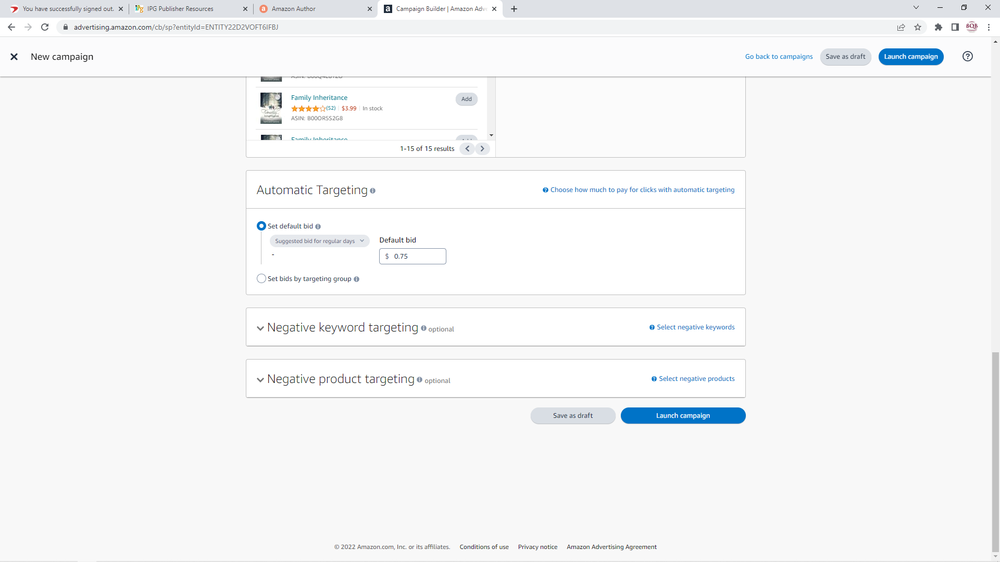 You have successfully signed out.
IPG Publisher Resources
Amazon Author
Campaign Builder | Amazon Adve
advertising.amazon.com/cb/sp?entityId=ENTITY22D2VOFT6IFBJ
BQB
New campaign
Go back to campaigns
Save as draft
Launch campaign
Family Inheritance
Add
(52) $3.99 In stock
ASIN: B00OR5S2G8
Family Inheritance
1-15 of 15 results
Automatic Targeting
Choose how much to pay for clicks with automatic targeting
Set default bid
Suggested bid for regular days
Default bid
-
$ 0.75
Set bids by targeting group
Negative keyword targeting optional
Select negative keywords
Negative product targeting optional
Select negative products
Save as draft
Launch campaign
© 2022 Amazon.com, Inc. or its affiliates. Conditions of use Privacy notice Amazon Advertising Agreement